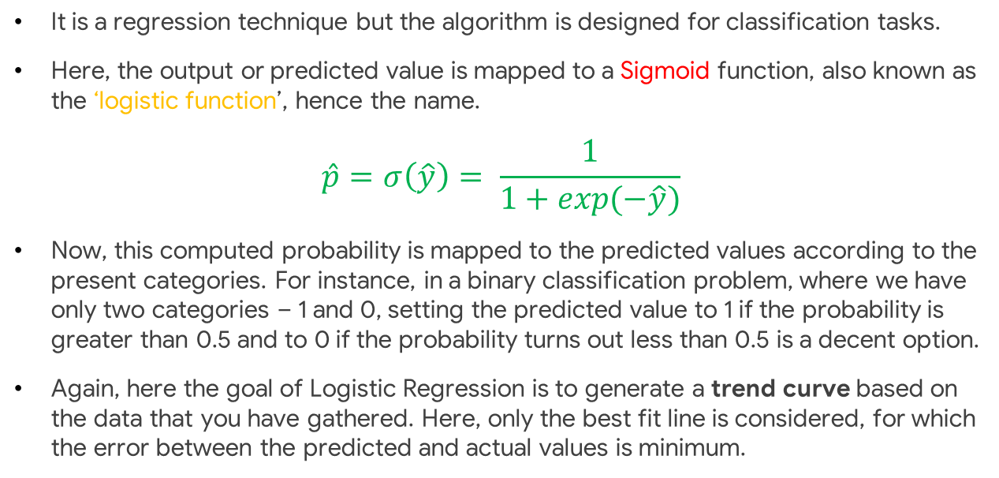 • It is a regression technique but the algorithm is designed for classification tasks.
• Here, the output or predicted value is mapped to a Sigmoid function, also known as
the ‘logistic function’, hence the name.
p̂ = σ(ŷ) = 1 / (1 + exp(−ŷ))
• Now, this computed probability is mapped to the predicted values according to the
present categories. For instance, in a binary classification problem, where we have
only two categories – 1 and 0, setting the predicted value to 1 if the probability is
greater than 0.5 and to 0 if the probability turns out less than 0.5 is a decent option.
• Again, here the goal of Logistic Regression is to generate a trend curve based on
the data that you have gathered. Here, only the best fit line is considered, for which
the error between the predicted and actual values is minimum.